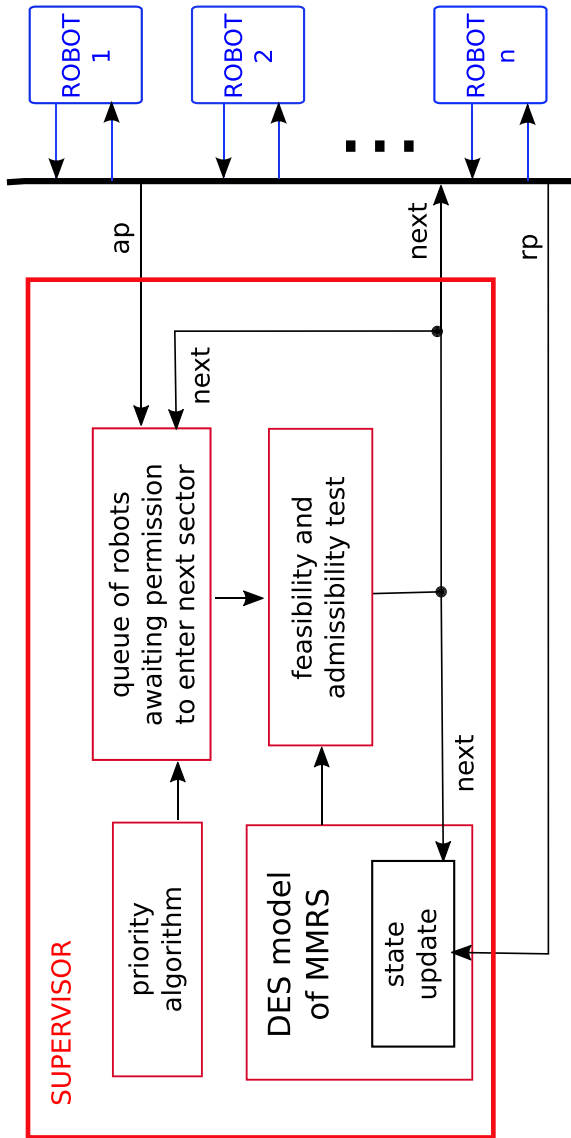 SUPERVISOR
priority
algorithm
queue of robots
awaiting permission
to enter next sector
DES model
of MMRS
state
update
feasibility and
admissibility test
next
next
ap
next
rp
ROBOT
1
ROBOT
2
ROBOT
n